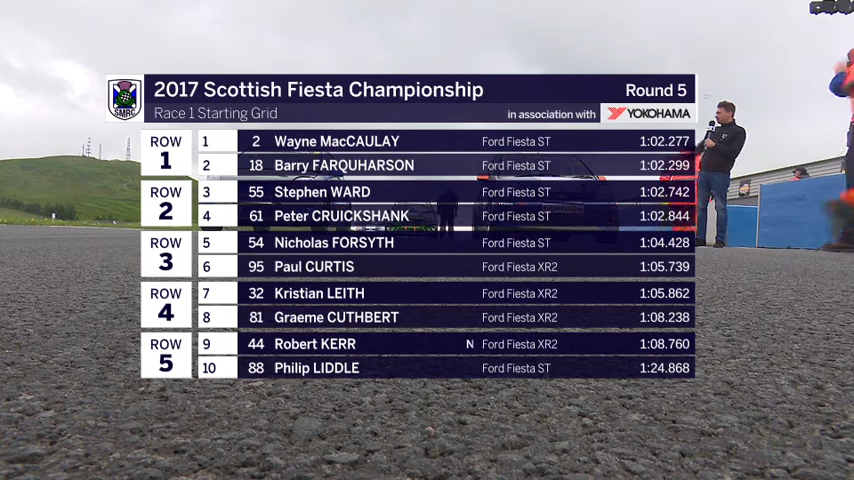 2017 Scottish Fiesta Championship Round 5
SMRC Race 1 Starting Grid in association with YOKOHAMA
ROW 1
1 2 Wayne MacCAULAY Ford Fiesta ST 1:02.277
2 18 Barry FARQUHARSON Ford Fiesta ST 1:02.299
ROW 2
3 55 Stephen WARD Ford Fiesta ST 1:02.742
4 61 Peter CRUICKSHANK Ford Fiesta ST 1:02.844
ROW 3
5 54 Nicholas FORSYTH Ford Fiesta ST 1:04.428
6 95 Paul CURTIS Ford Fiesta XR2 1:05.739
ROW 4
7 32 Kristian LEITH Ford Fiesta XR2 1:05.862
8 81 Graeme CUTHBERT Ford Fiesta XR2 1:08.238
ROW 5
9 44 Robert KERR N Ford Fiesta XR2 1:08.760
10 88 Philip LIDDLE Ford Fiesta ST 1:24.868